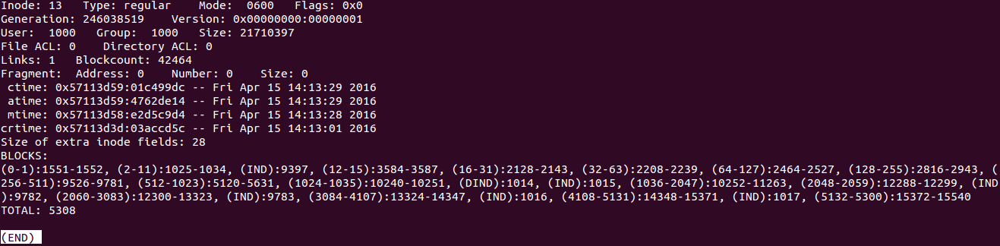 Inode: 13   Type: regular    Mode:  0600   Flags: 0x0
Generation: 246038519    Version: 0x00000000:00000001
User:  1000   Group:  1000   Size: 21710397
File ACL: 0    Directory ACL: 0
Links: 1   Blockcount: 42464
Fragment:  Address: 0    Number: 0    Size: 0
 ctime: 0x57113d59:01c499dc -- Fri Apr 15 14:13:29 2016
 atime: 0x57113d59:4762de14 -- Fri Apr 15 14:13:29 2016
 mtime: 0x57113d58:e2d5c9d4 -- Fri Apr 15 14:13:28 2016
crtime: 0x57113d3d:03accd5c -- Fri Apr 15 14:13:01 2016
Size of extra inode fields: 28
BLOCKS:
(0-1):1551-1552, (2-11):1025-1034, (IND):9397, (12-15):3584-3587, (16-31):2128-2143, (32-63):2208-2239, (64-127):2464-2527, (128-255):2816-2943, (
256-511):9526-9781, (512-1023):5120-5631, (1024-1035):10240-10251, (DIND):1014, (IND):1015, (1036-2047):10252-11263, (2048-2059):12288-12299, (IND
):9782, (2060-3083):12300-13323, (IND):9783, (3084-4107):13324-14347, (IND):1016, (4108-5131):14348-15371, (IND):1017, (5132-5300):15372-15540
TOTAL: 5308
(END)